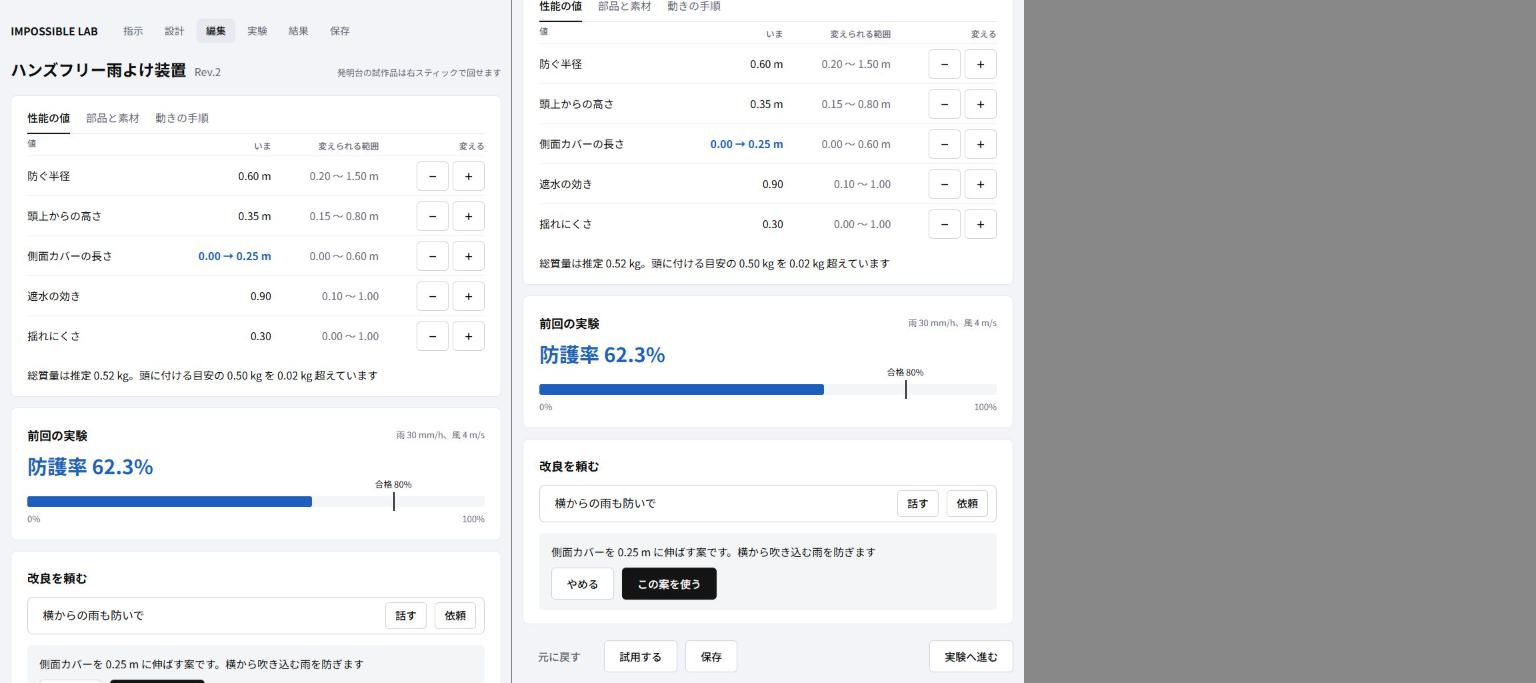 IMPOSSIBLE LAB 指示 設計 編集 実験 結果 保存
ハンズフリー雨よけ装置 Rev.2 発明台の試作品は右スティックで回せます
性能の値 部品と素材 動きの手順
値 いま 変えられる範囲 変える
防ぐ半径 0.60 m 0.20 〜 1.50 m − +
頭上からの高さ 0.35 m 0.15 〜 0.80 m − +
側面カバーの長さ 0.00 → 0.25 m 0.00 〜 0.60 m − +
遮水の効き 0.90 0.10 〜 1.00 − +
揺れにくさ 0.30 0.00 〜 1.00 − +
総質量は推定 0.52 kg。頭に付ける目安の 0.50 kg を 0.02 kg 超えています
前回の実験 雨 30 mm/h、風 4 m/s
防護率 62.3%
合格 80%
0% 100%
改良を頼む
横からの雨も防いで 話す 依頼
側面カバーを 0.25 m に伸ばす案です。横から吹き込む雨を防ぎます
性能の値 部品と素材 動きの手順
値 いま 変えられる範囲 変える
防ぐ半径 0.60 m 0.20 〜 1.50 m − +
頭上からの高さ 0.35 m 0.15 〜 0.80 m − +
側面カバーの長さ 0.00 → 0.25 m 0.00 〜 0.60 m − +
遮水の効き 0.90 0.10 〜 1.00 − +
揺れにくさ 0.30 0.00 〜 1.00 − +
総質量は推定 0.52 kg。頭に付ける目安の 0.50 kg を 0.02 kg 超えています
前回の実験 雨 30 mm/h、風 4 m/s
防護率 62.3%
合格 80%
0% 100%
改良を頼む
横からの雨も防いで 話す 依頼
側面カバーを 0.25 m に伸ばす案です。横から吹き込む雨を防ぎます
やめる この案を使う
元に戻す 試用する 保存 実験へ進む